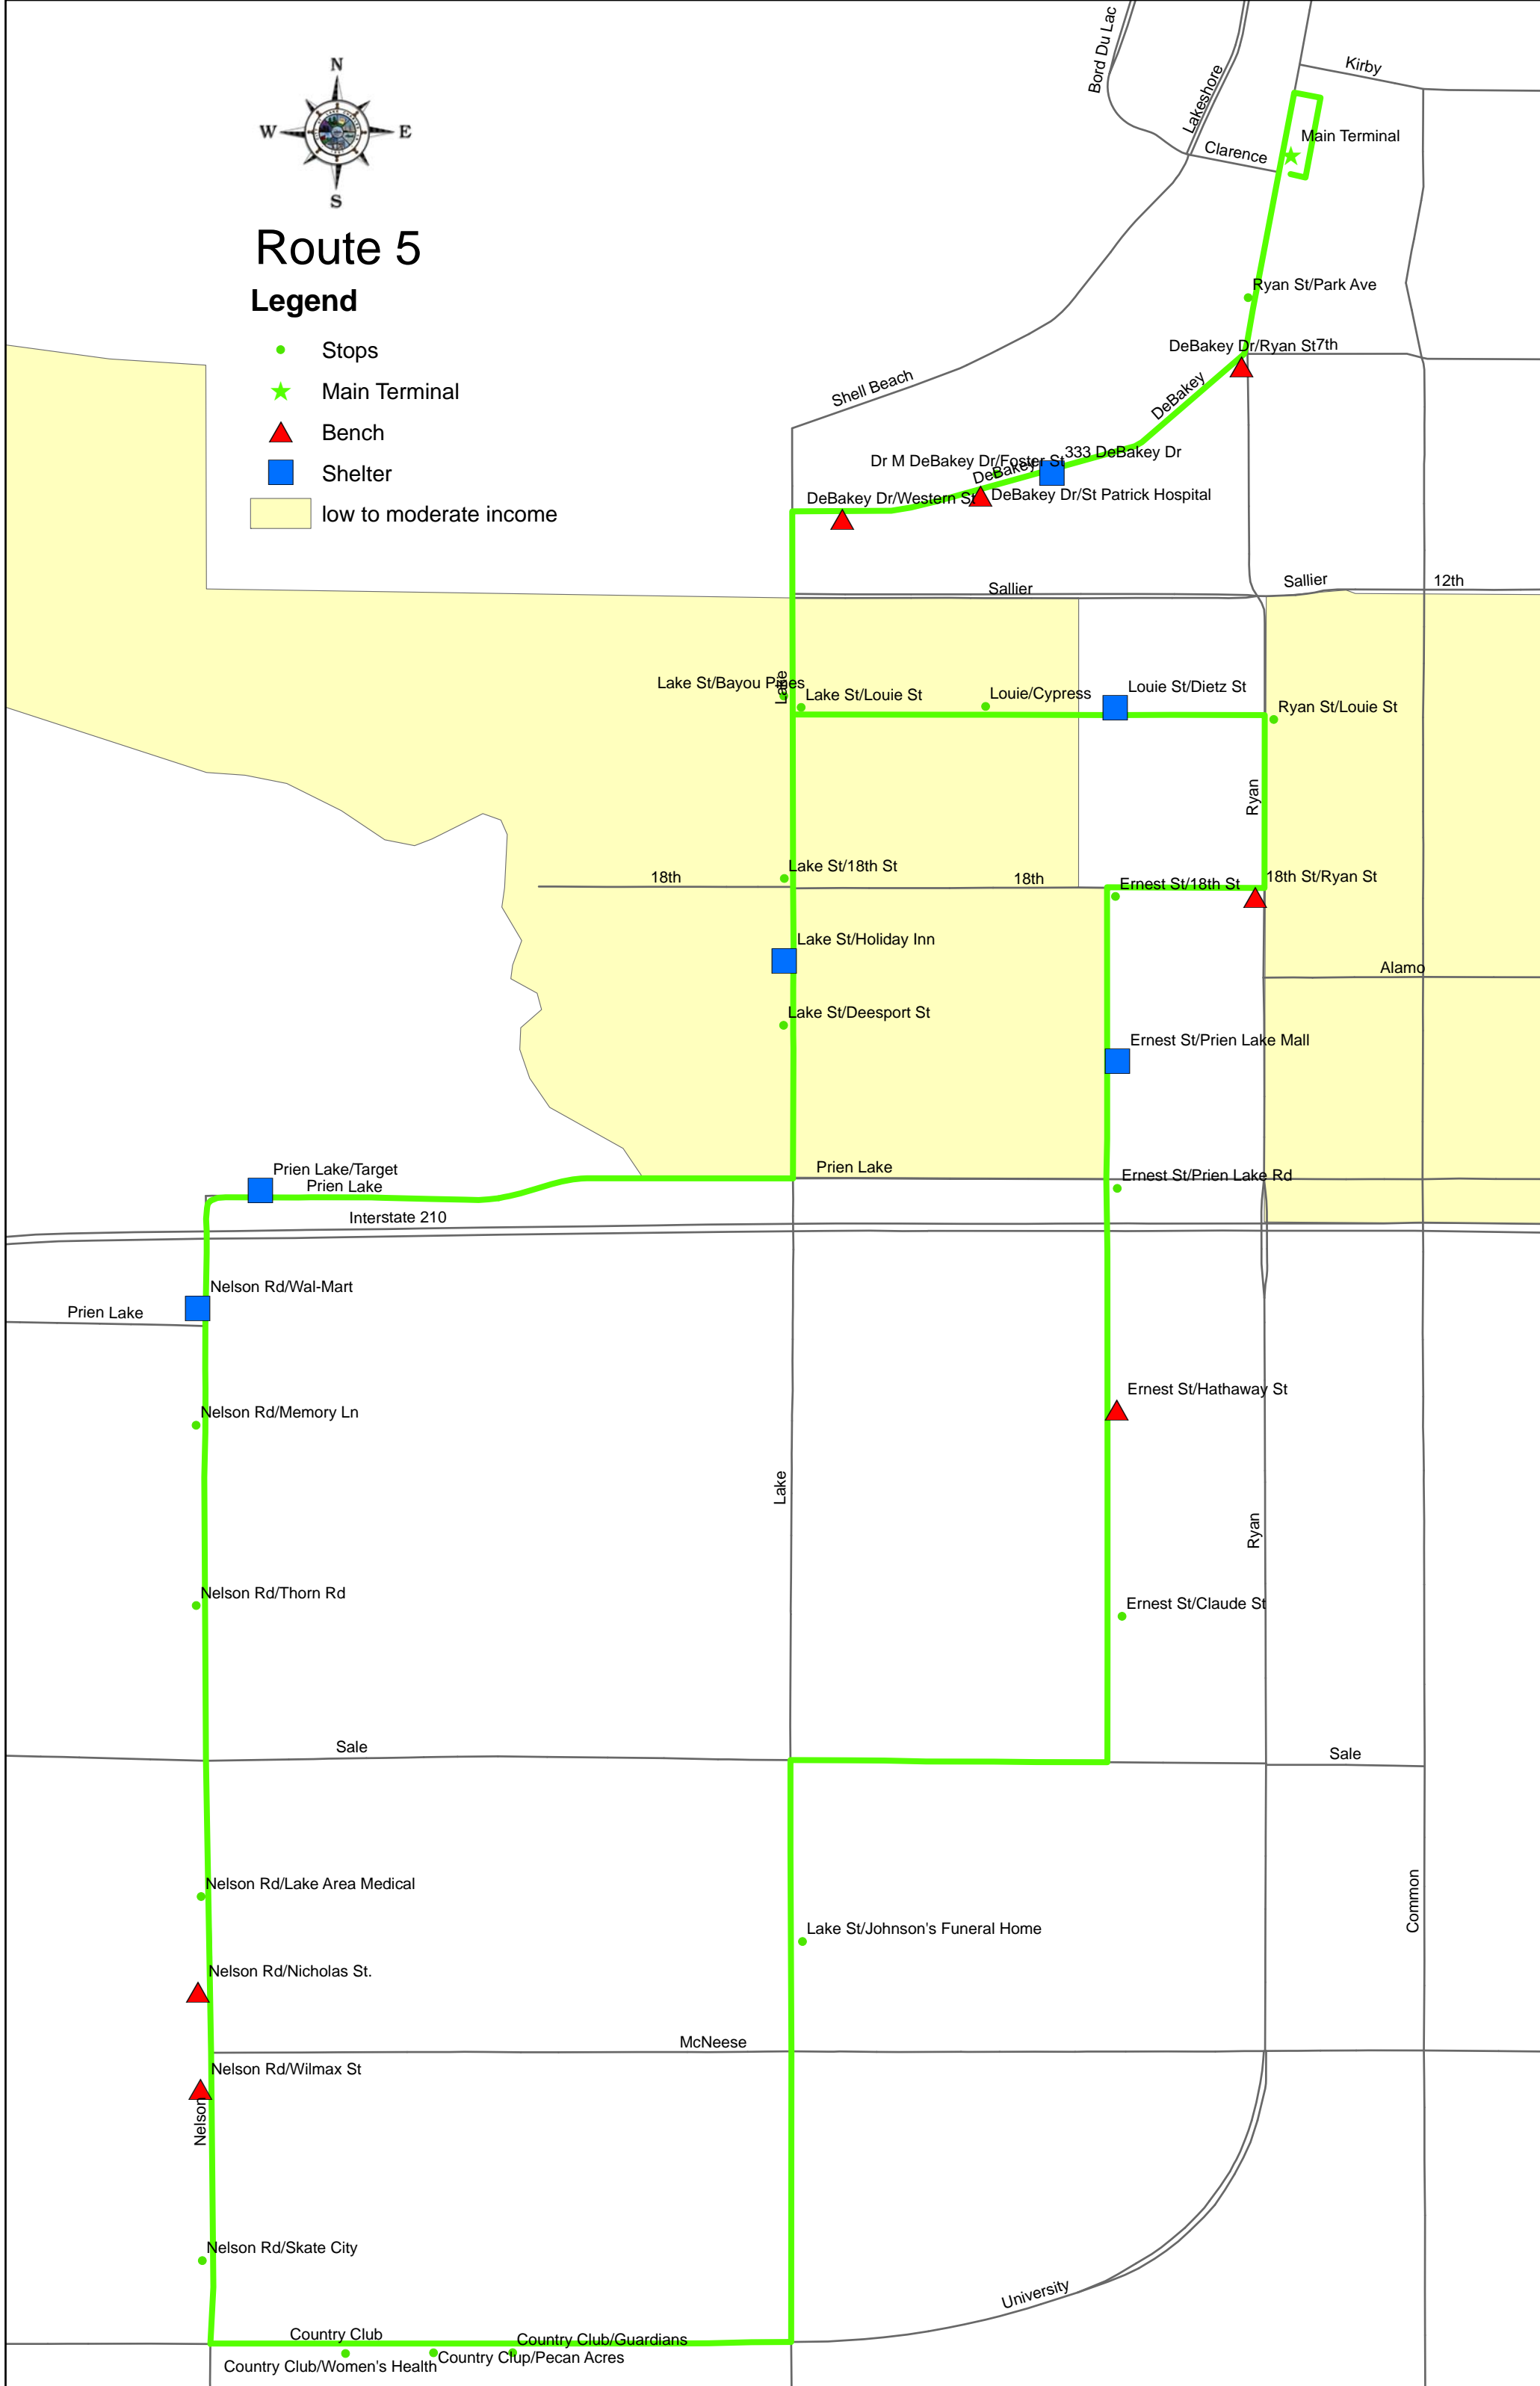 Bord Du Lac
Lakeshore
Kirby
N
W
E
S
Main Terminal
Clarence
Route 5
Legend
Stops
Main Terminal
Bench
Shelter
low to moderate income
Ryan St/Park Ave
DeBakey Dr/Ryan St
7th
Shell Beach
DeBakey
333 DeBakey Dr
Dr M DeBakey Dr/Foster St
DeBakey
DeBakey Dr/Western St
DeBakey Dr/St Patrick Hospital
Sallier
Sallier
12th
Lake St/Bayou Pines
Lake
Lake St/Louie St
Louie/Cypress
Louie St/Dietz St
Ryan St/Louie St
Ryan
Lake St/18th St
18th
18th
Ernest St/18th St
18th St/Ryan St
Lake St/Holiday Inn
Alamo
Lake St/Deesport St
Ernest St/Prien Lake Mall
Prien Lake/Target
Prien Lake
Prien Lake
Ernest St/Prien Lake Rd
Interstate 210
Nelson Rd/Wal-Mart
Prien Lake
Ernest St/Hathaway St
Nelson Rd/Memory Ln
Lake
Ryan
Nelson Rd/Thorn Rd
Ernest St/Claude St
Sale
Sale
Nelson Rd/Lake Area Medical
Common
Lake St/Johnson's Funeral Home
Nelson Rd/Nicholas St.
McNeese
Nelson Rd/Wilmax St
Nelson
Nelson Rd/Skate City
University
Country Club
Country Club/Guardians
Country Club/Women's Health
Country Clup/Pecan Acres